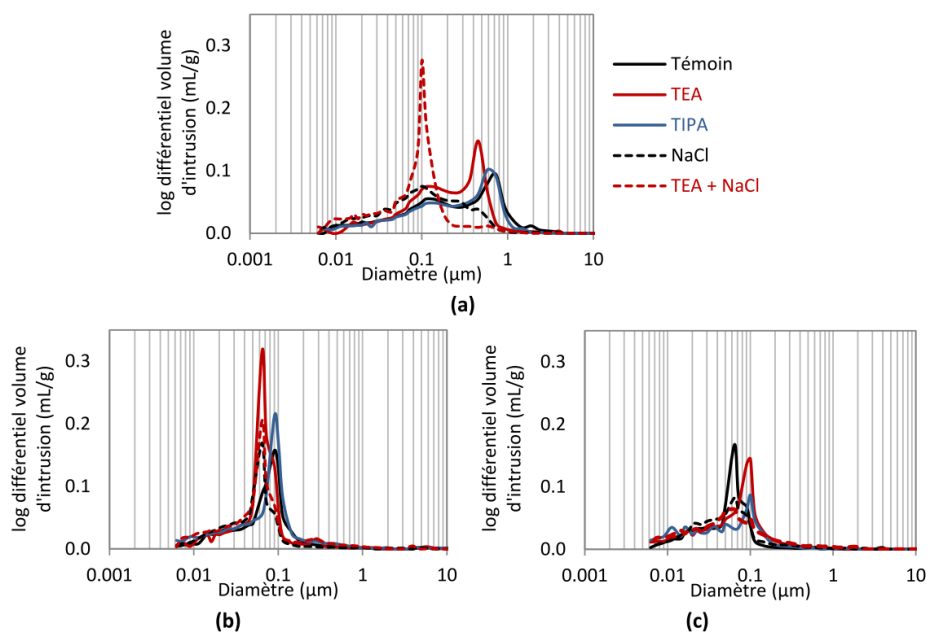 log différentiel volume
d'intrusion (mL/g)
0.3
0.2
0.1
0.0
0.001
0.01
0.1
1
10
Diamètre (µm)
(a)
Témoin
TEA
TIPA
NaCl
TEA + NaCl
log différentiel volume
d'intrusion (mL/g)
0.3
0.2
0.1
0.0
0.001
0.01
0.1
1
10
Diamètre (µm)
(b)
log différentiel volume
d'intrusion (mL/g)
0.3
0.2
0.1
0.0
0.001
0.01
0.1
1
10
Diamètre (µm)
(c)